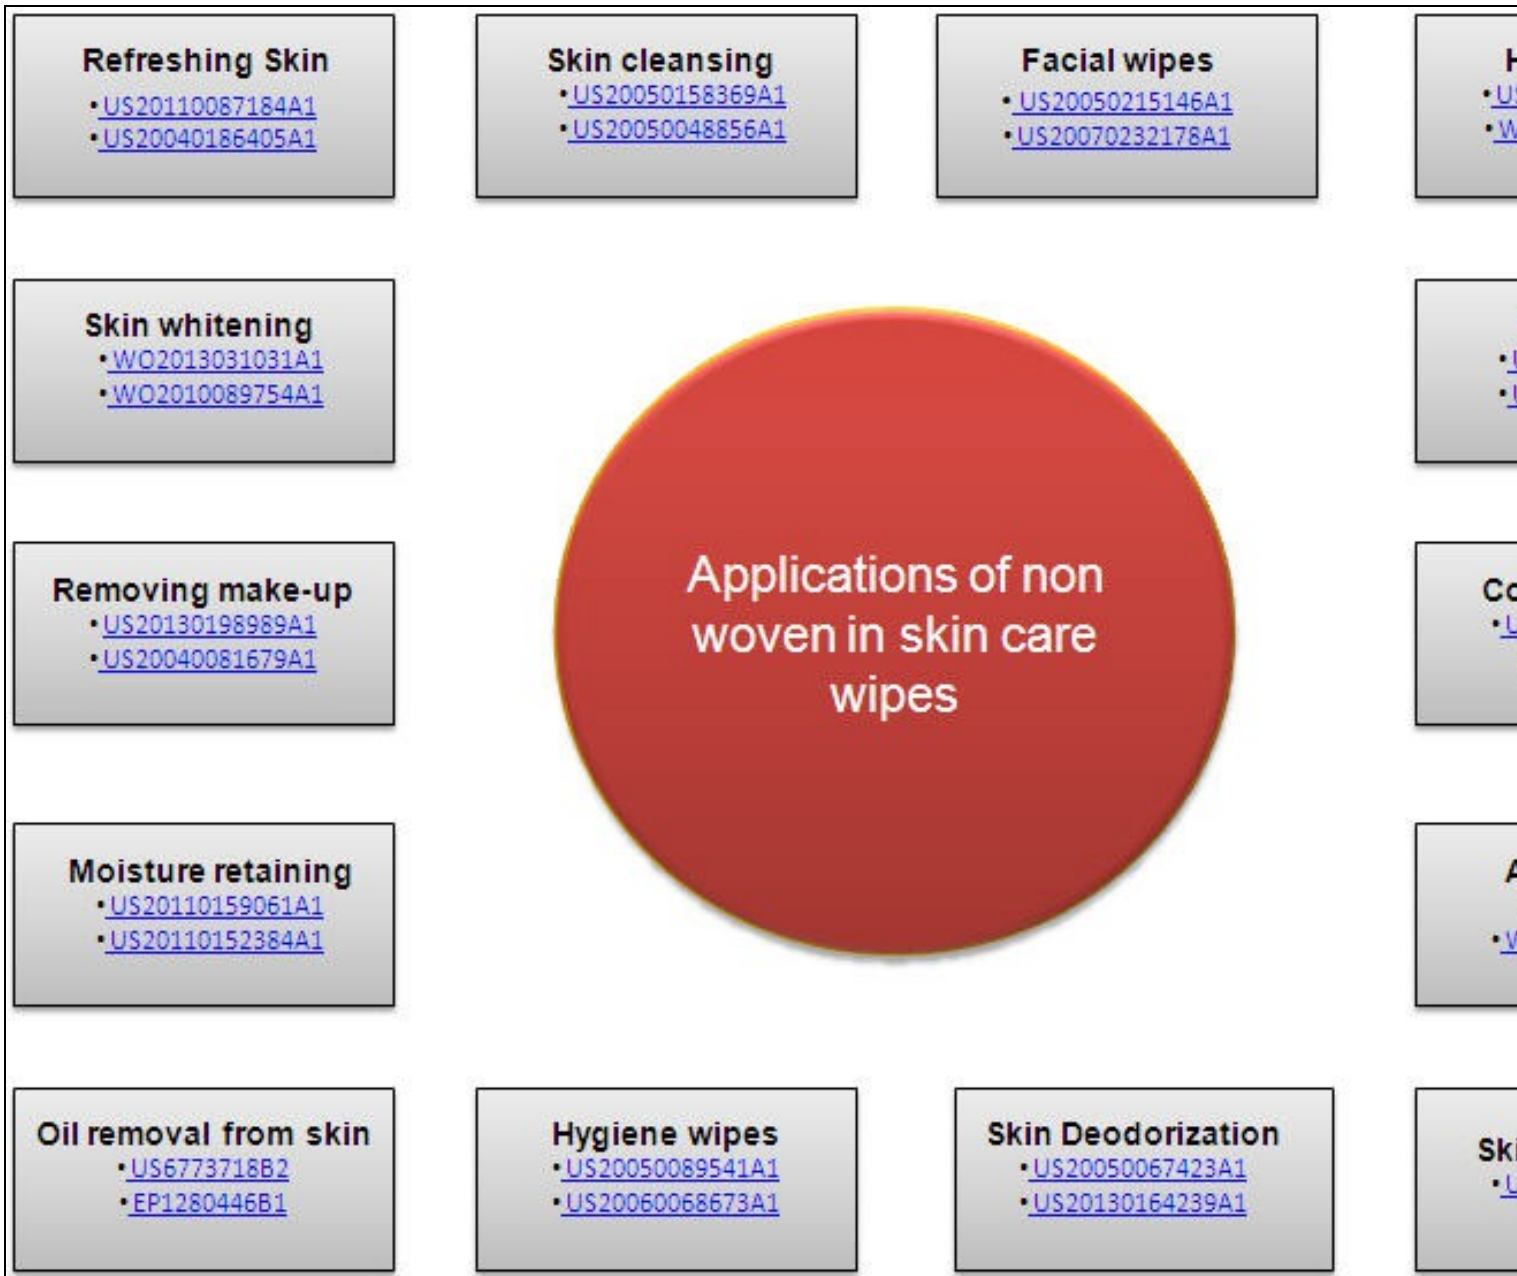 Refreshing Skin
• US20110087184A1
• US20040186405A1
Skin cleansing
• US20050158369A1
• US20050048856A1
Facial wipes
• US20050215146A1
• US20070232178A1
Skin whitening
• WO2013031031A1
• WO2010089754A1
Removing make-up
• US20130198989A1
• US20040081679A1
Applications of non
woven in skin care
wipes
Moisture retaining
• US20110159061A1
• US20110152384A1
Oil removal from skin
• US6773718B2
• EP1280446B1
Hygiene wipes
• US20050089541A1
• US20060068673A1
Skin Deodorization
• US20050067423A1
• US20130164239A1